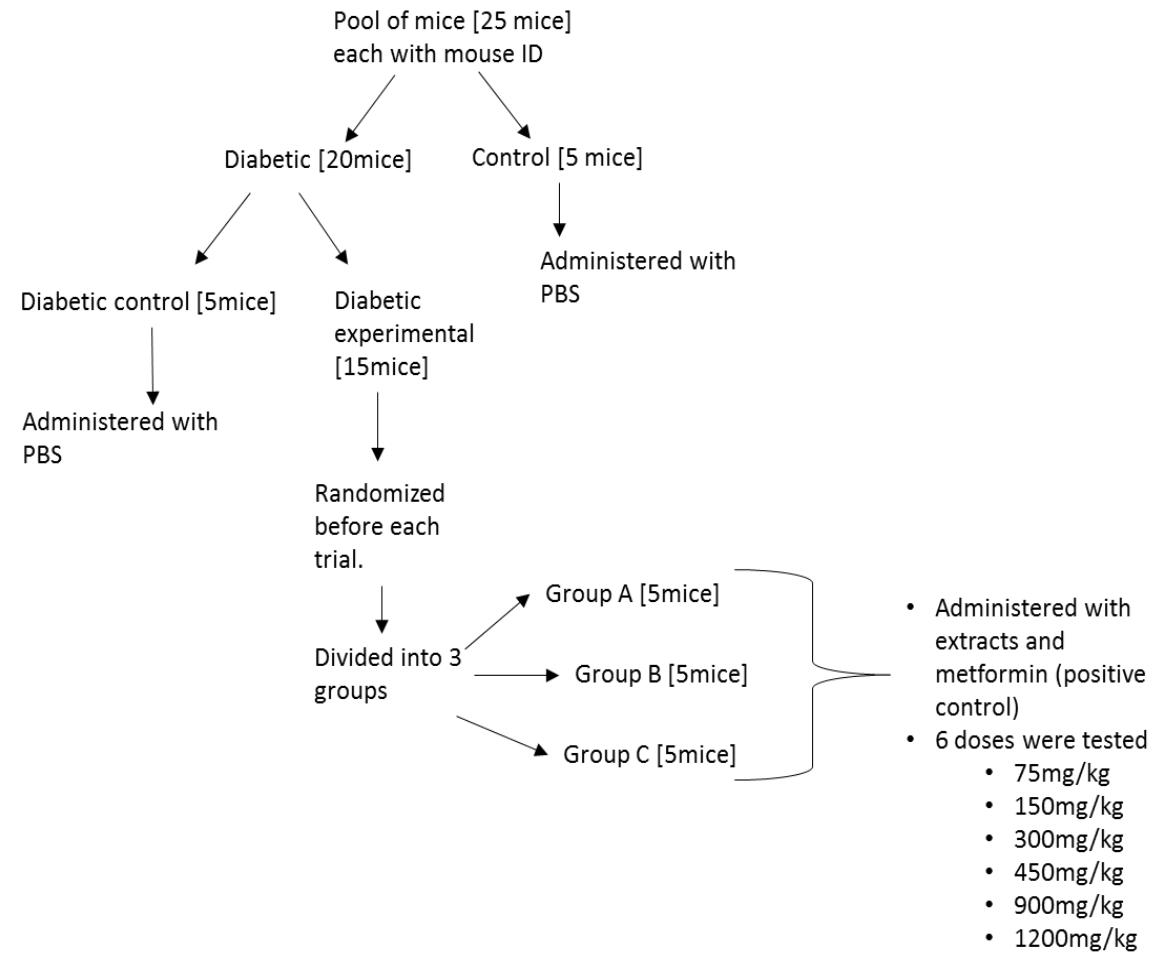 Pool of mice [25 mice]
each with mouse ID
Diabetic [20mice]
Control [5 mice]
Administered with
PBS
Diabetic control [5mice]
Diabetic
experimental
[15mice]
Administered with
PBS
Randomized
before each
trial.
Divided into 3
groups
Group A [5mice]
Group B [5mice]
Group C [5mice]
• Administered with
extracts and
metformin (positive
control)
• 6 doses were tested
• 75mg/kg
• 150mg/kg
• 300mg/kg
• 450mg/kg
• 900mg/kg
• 1200mg/kg